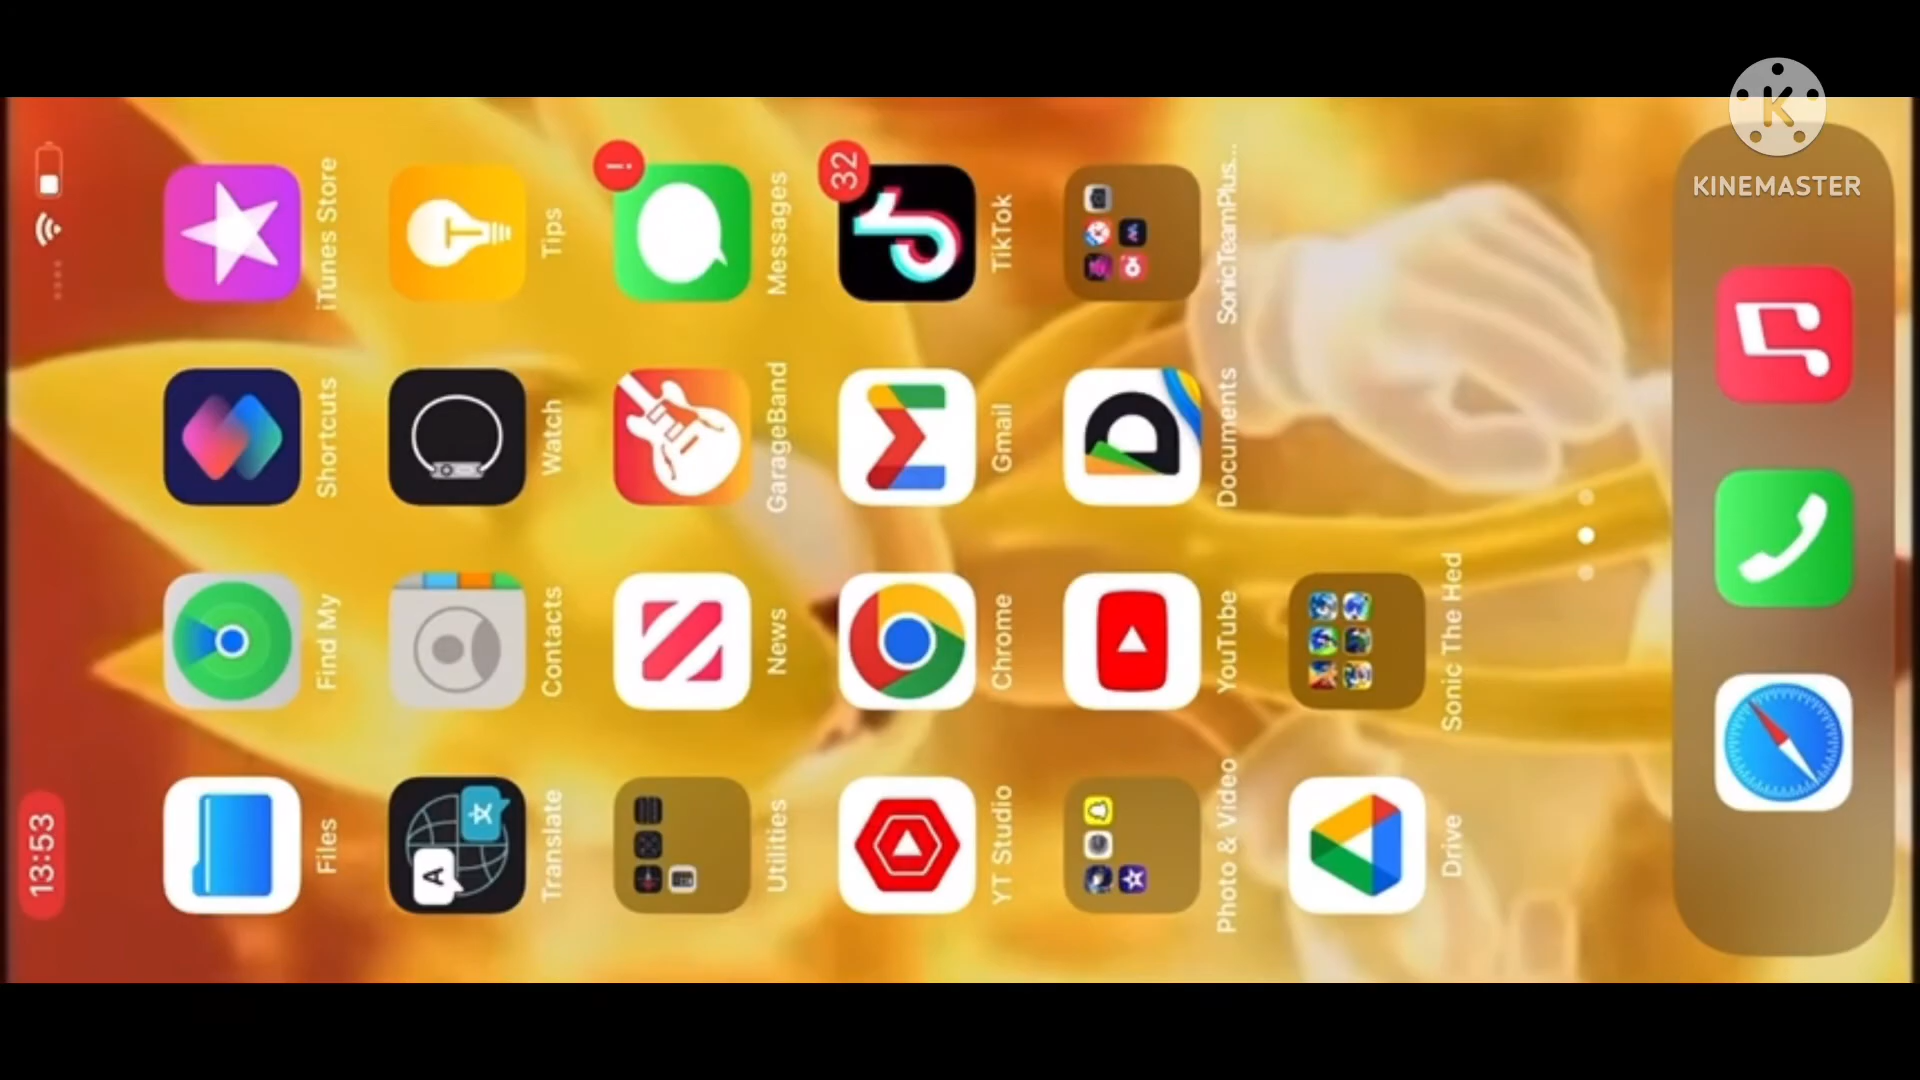 13:53
Files
Find My
Shortcuts
iTunes Store
Translate
Contacts
Watch
Tips
Utilities
News
GarageBand
Messages
!
YT Studio
Chrome
Gmail
TikTok
32
Photo & Video
YouTube
Documents
SonicTeamPlus...
Drive
Sonic The Hed
K
KINEMASTER
A
文